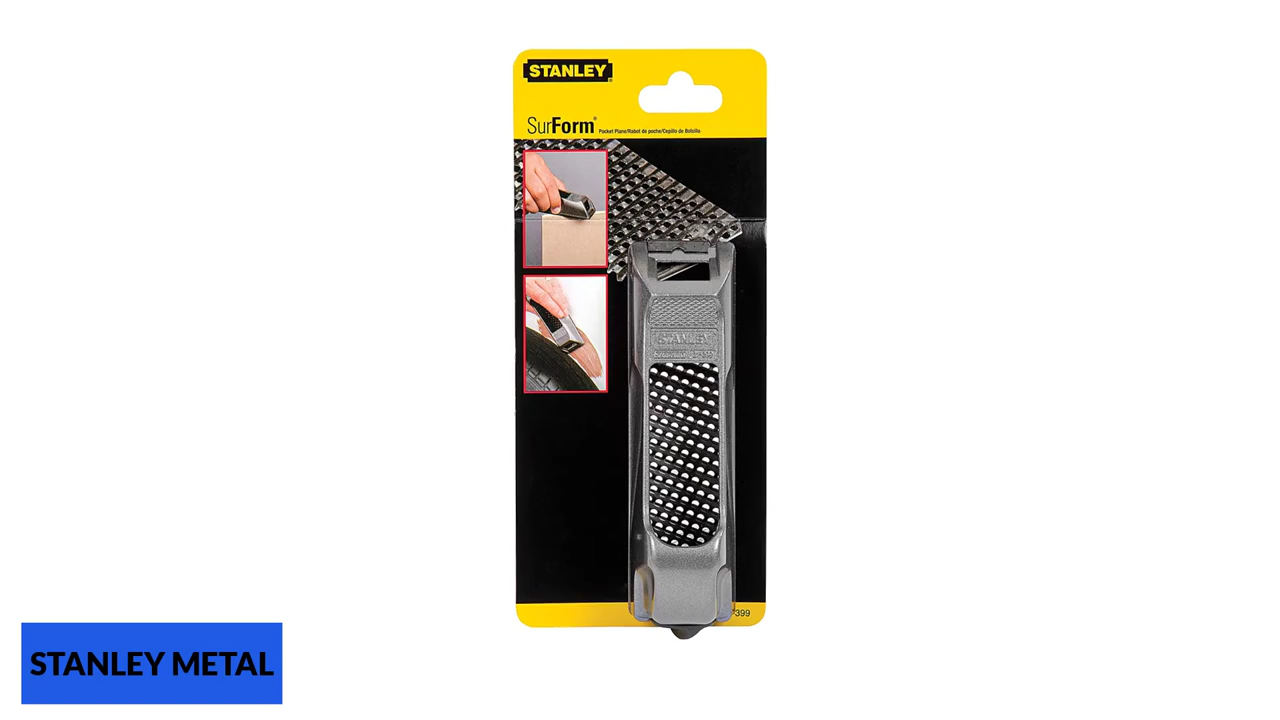 STANLEY
SurForm® Pocket Plane/Rabot de poche/Cepillo de Bolsillo
STANLEY
399
STANLEY METAL